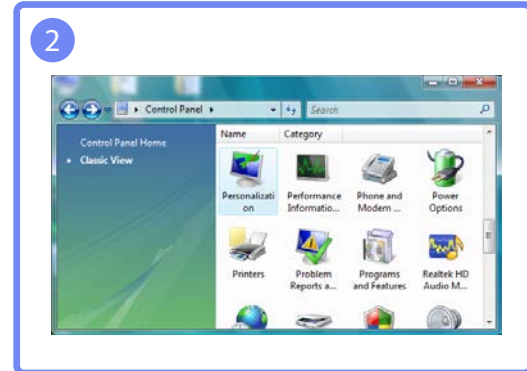 2
Control Panel
Search
Control Panel Home
Classic View
Name Category
Personalizati
on
Performance
Informatio...
Phone and
Modem ...
Power
Options
Printers
Problem
Reports a...
Programs
and Features
Realtek HD
Audio M...